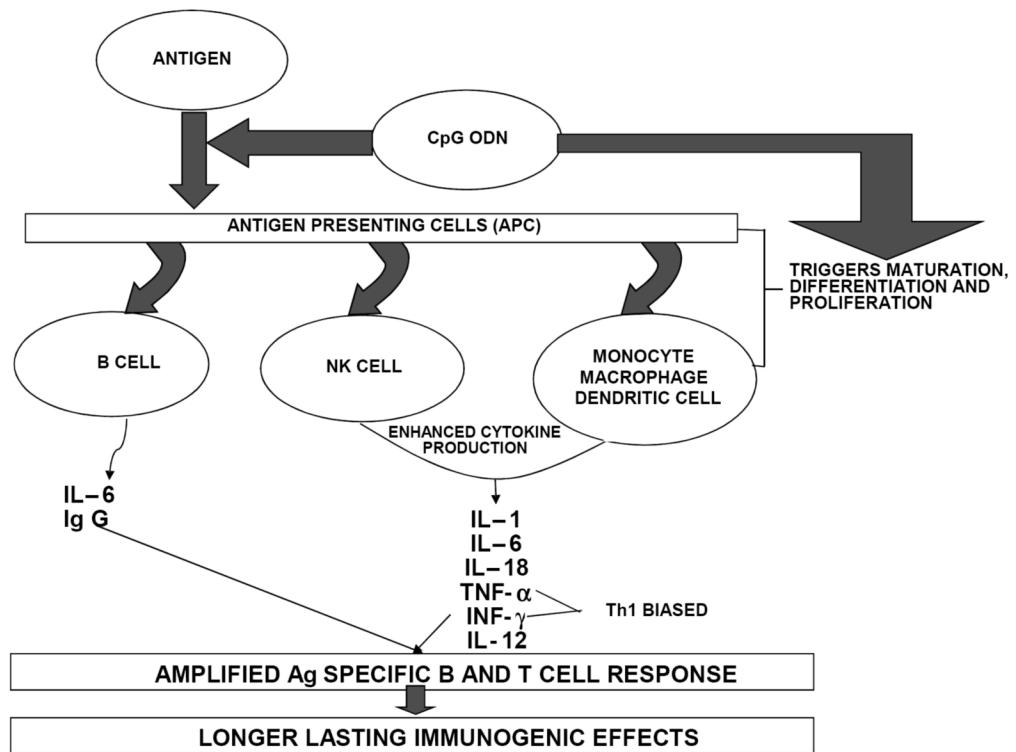 ANTIGEN
CpG ODN
ANTIGEN PRESENTING CELLS (APC)
TRIGGERS MATURATION,
DIFFERENTIATION AND
PROLIFERATION
B CELL
NK CELL
MONOCYTE
MACROPHAGE
DENDRITIC CELL
ENHANCED CYTOKINE
PRODUCTION
IL–6
Ig G
IL–1
IL–6
IL–18
TNF- α
INF- γ
IL-12
Th1 BIASED
AMPLIFIED Ag SPECIFIC B AND T CELL RESPONSE
LONGER LASTING IMMUNOGENIC EFFECTS